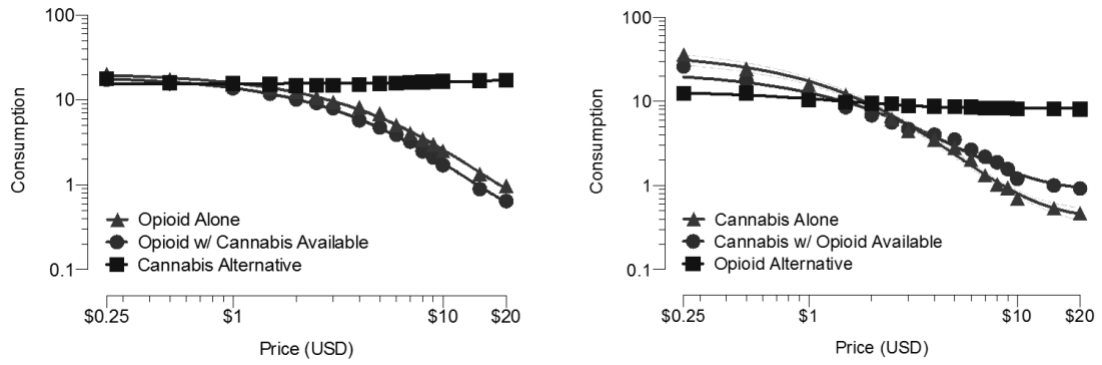 100
10
1
0.1
Consumption
Opioid Alone
Opioid w/ Cannabis Available
Cannabis Alternative
$0.25
$1
$10
$20
Price (USD)
100
10
1
0.1
Consumption
Cannabis Alone
Cannabis w/ Opioid Available
Opioid Alternative
$0.25
$1
$10
$20
Price (USD)